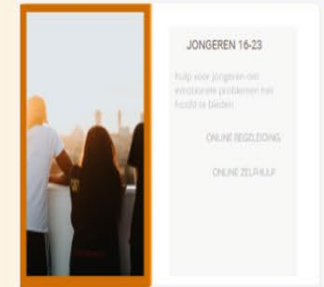 JONGEREN 16-23
hulp voor jongeren om
emotionele problemen het
hoofd te bieden
ONLINE BEGELEIDING
ONLINE ZELFHULP